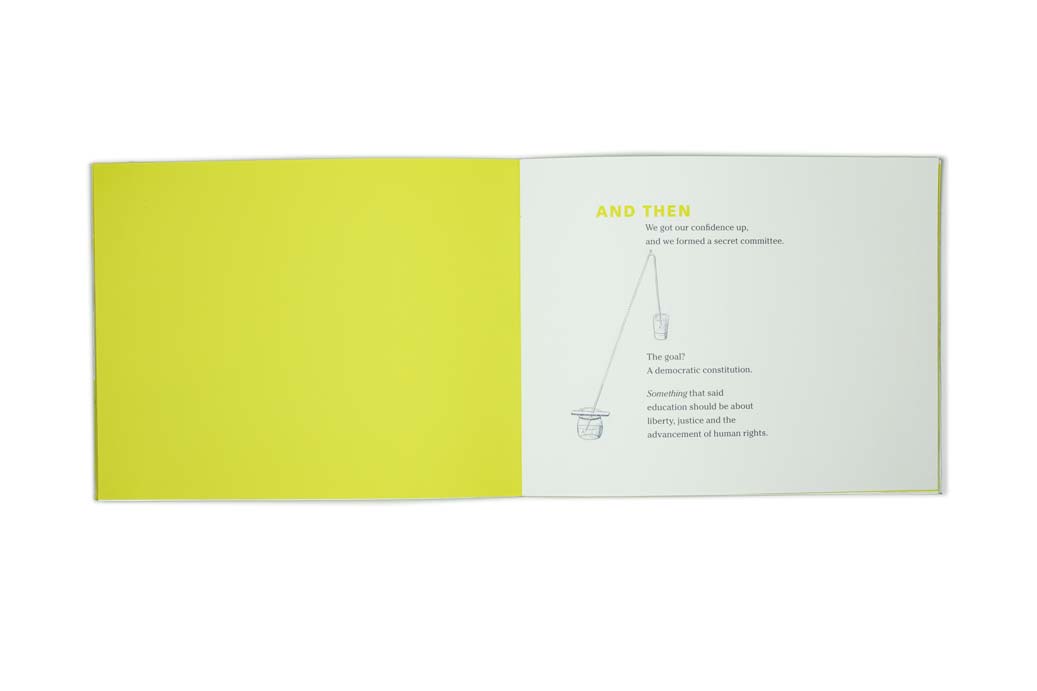 AND THEN
We got our confidence up,
and we formed a secret committee.
The goal?
A democratic constitution.
Something that said
education should be about
liberty, justice and the
advancement of human rights.